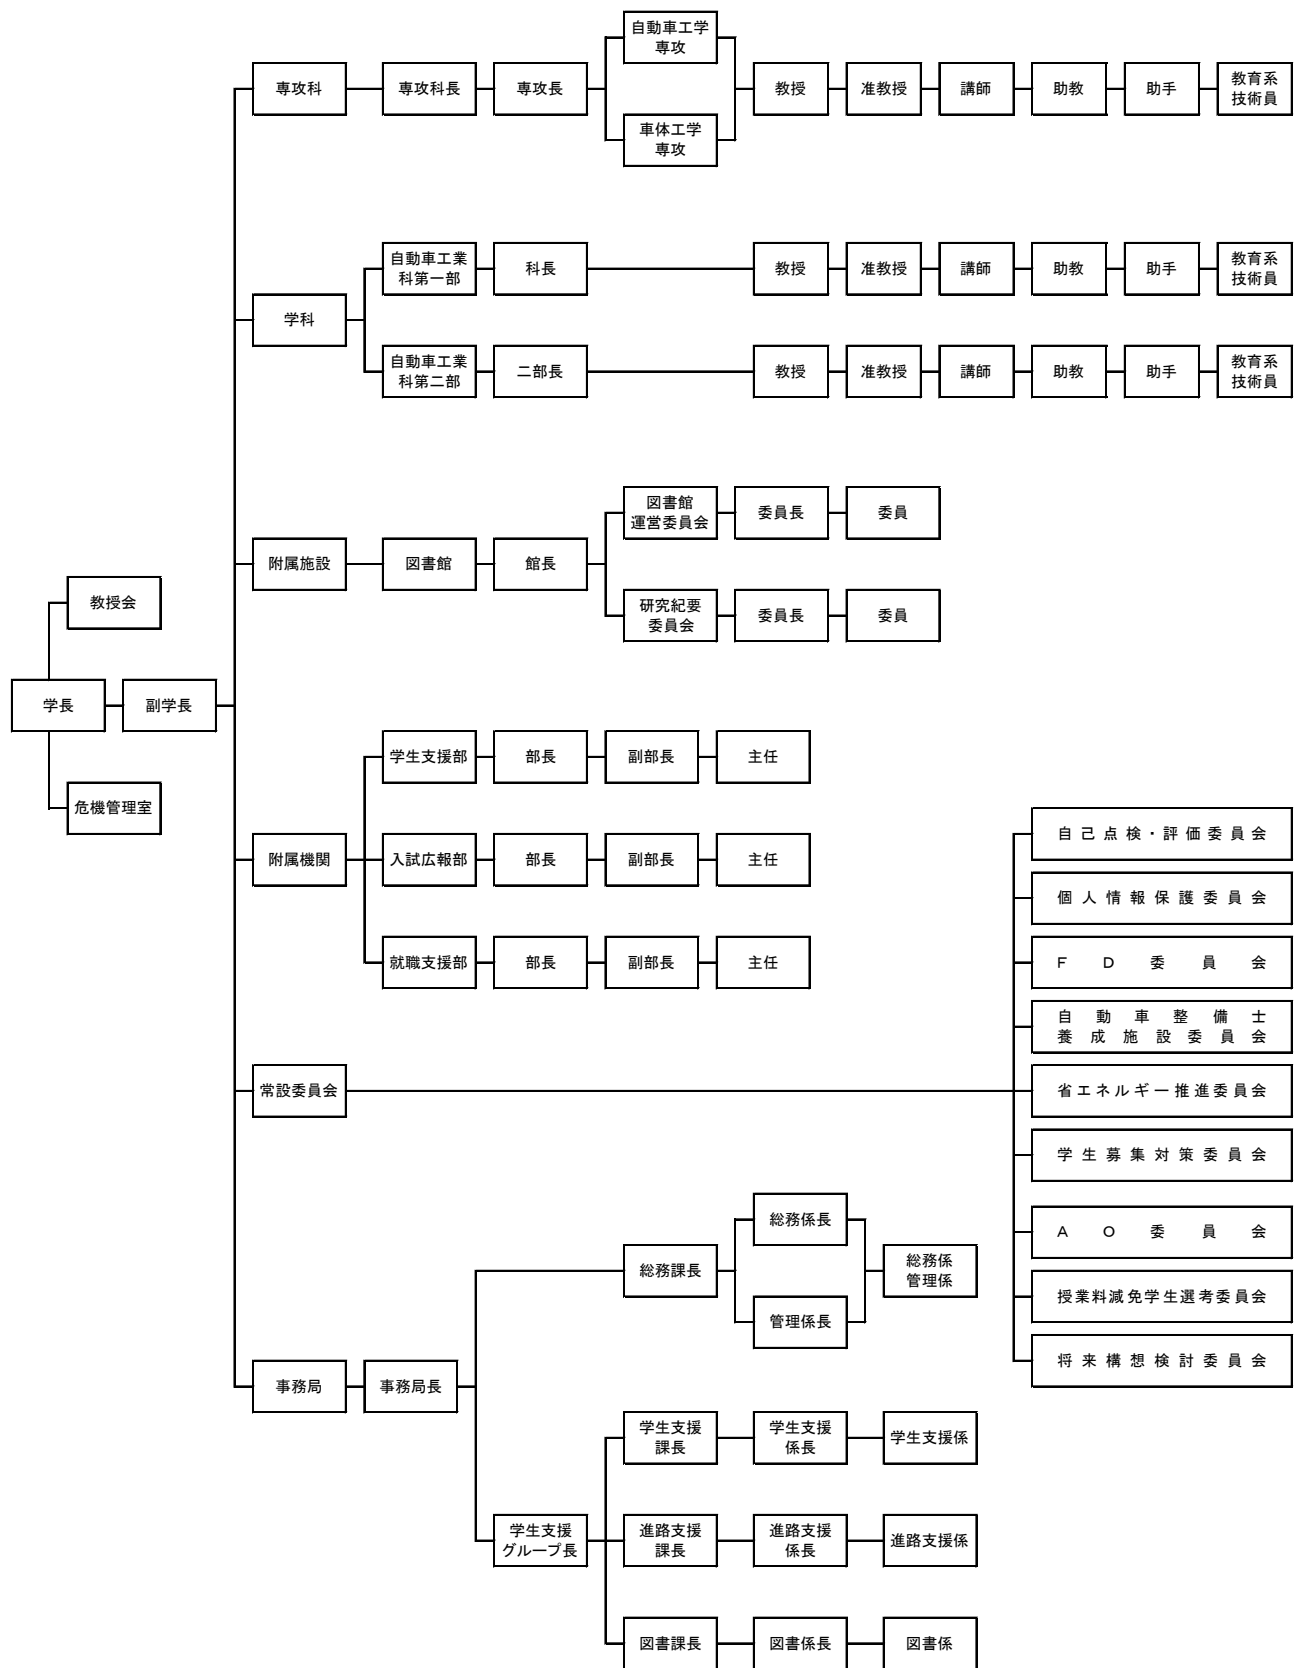 自動車工学
専攻
専攻科
専攻科長
専攻長
教授
准教授
講師
助教
助手
教育系
技術員
車体工学
専攻
自動車工業
科第一部
科長
教授
准教授
講師
助教
助手
教育系
技術員
学科
自動車工業
科第二部
二部長
教授
准教授
講師
助教
助手
教育系
技術員
図書館
運営委員会
委員長
委員
附属施設
図書館
館長
研究紀要
委員会
委員長
委員
教授会
学長
副学長
危機管理室
学生支援部
部長
副部長
主任
附属機関
入試広報部
部長
副部長
主任
就職支援部
部長
副部長
主任
自己点検・評価委員会
個人情報保護委員会
FD委員会
自動車整備士
養成施設委員会
常設委員会
省エネルギー推進委員会
学生募集対策委員会
AO委員会
授業料減免学生選考委員会
将来構想検討委員会
総務係長
総務課長
総務係
管理係
管理係長
事務局
事務局長
学生支援
課長
学生支援
係長
学生支援係
学生支援
グループ長
進路支援
課長
進路支援
係長
進路支援係
図書課長
図書係長
図書係